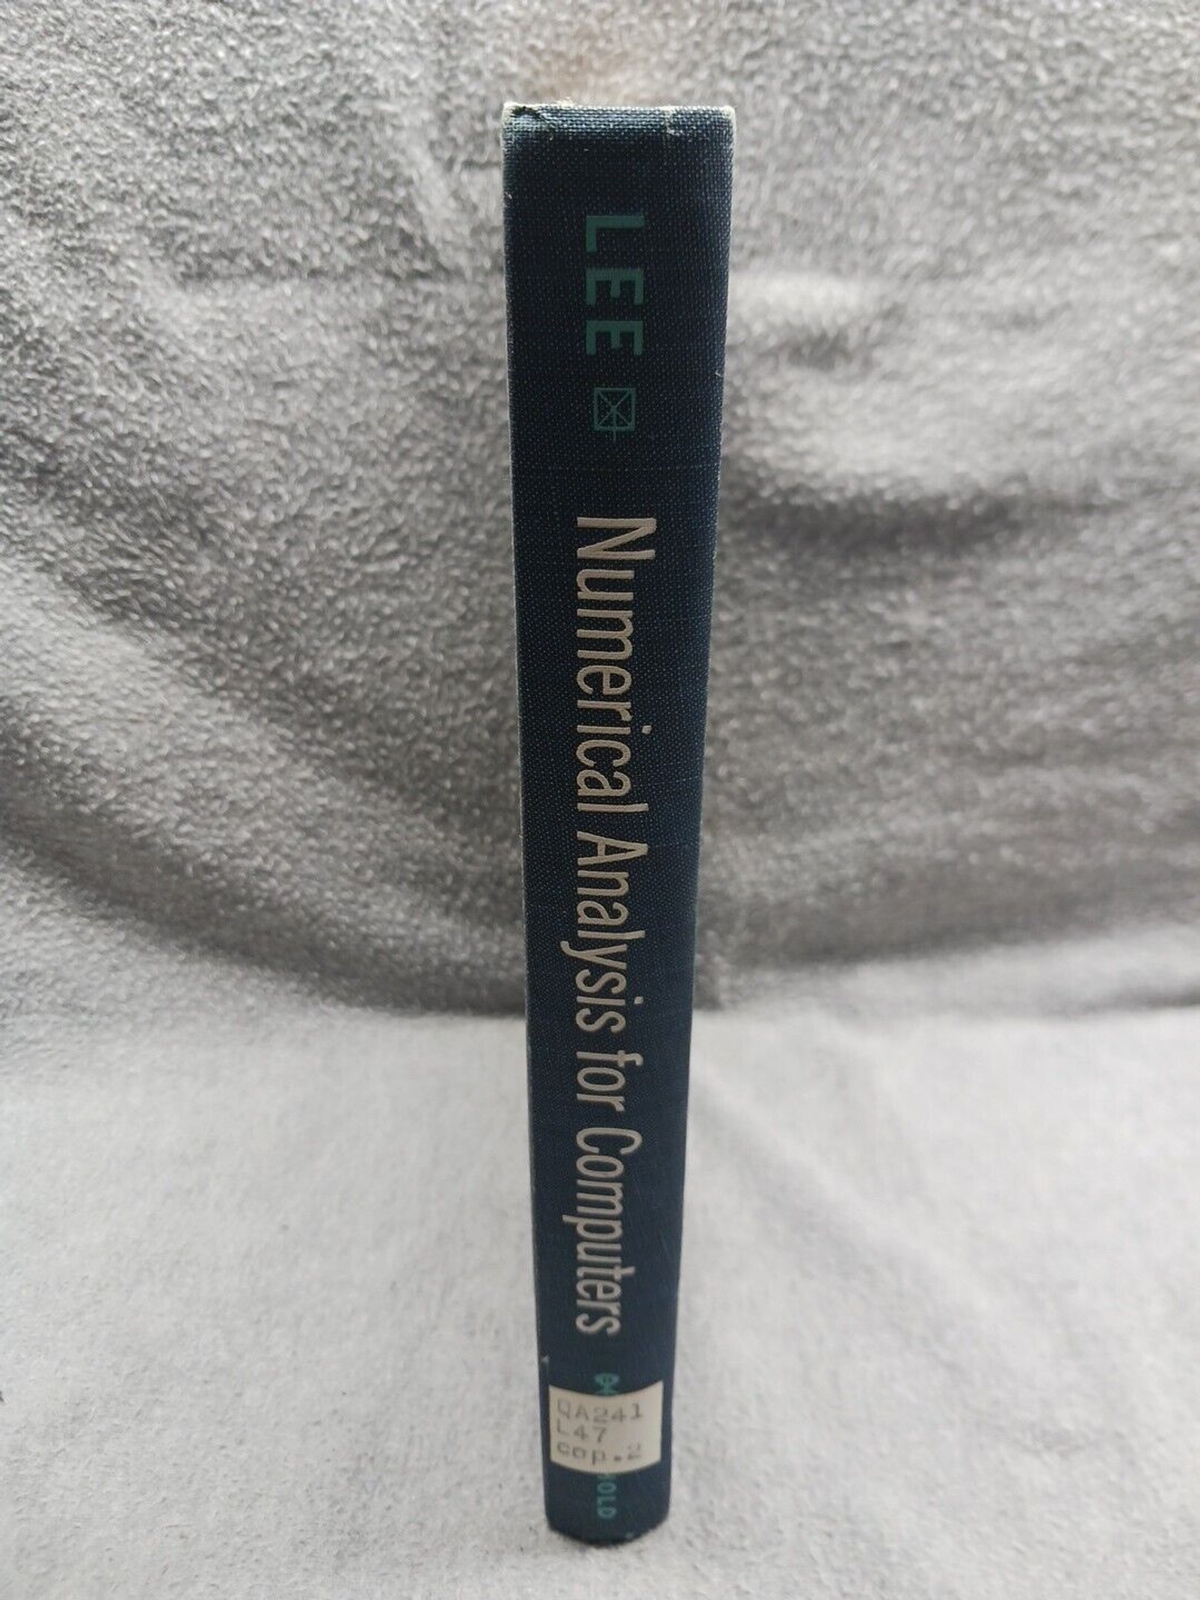 LEE
Numerical Analysis for Computers
QA241
L47
cop.2